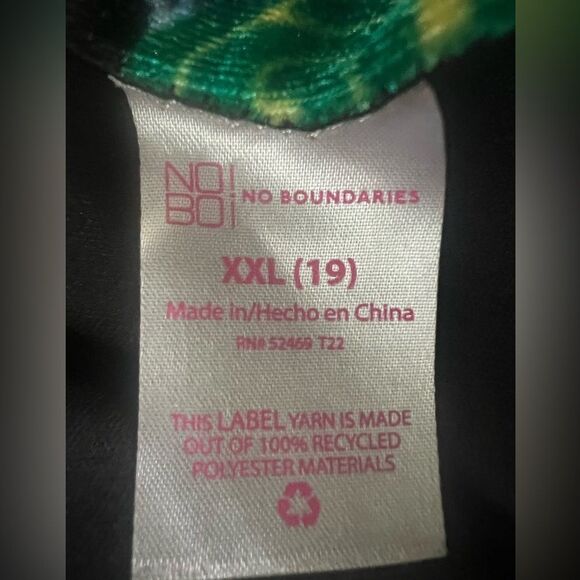 NO!
BO¡ NO BOUNDARIES
XXL (19)
Made in/Hecho en China
RN# 52469 T22
THIS LABEL YARN IS MADE
OUT OF 100% RECYCLED
POLYESTER MATERIALS